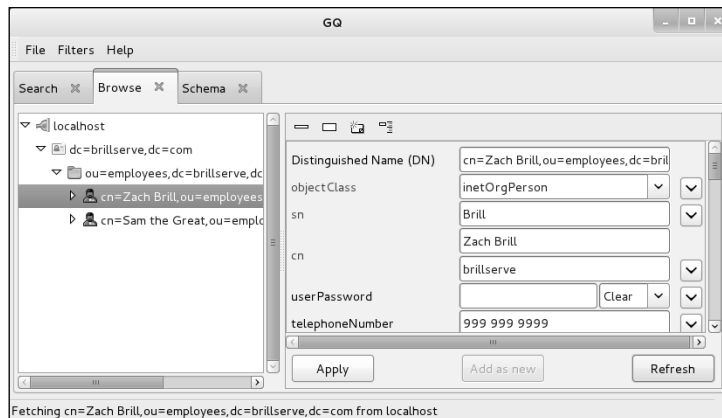 GQ
File Filters Help
Search Browse Schema
localhost
dc=brillserve,dc=com
ou=employees,dc=brillserve,dc
cn=Zach Brill,ou=employees
cn=Sam the Great,ou=emplo
Distinguished Name (DN) cn=Zach Brill,ou=employees,dc=bril
objectClass inetOrgPerson
sn Brill
cn Zach Brill
brillserve
userPassword Clear
telephoneNumber 999 999 9999
Apply Add as new Refresh
Fetching cn=Zach Brill,ou=employees,dc=brillserve,dc=com from localhost